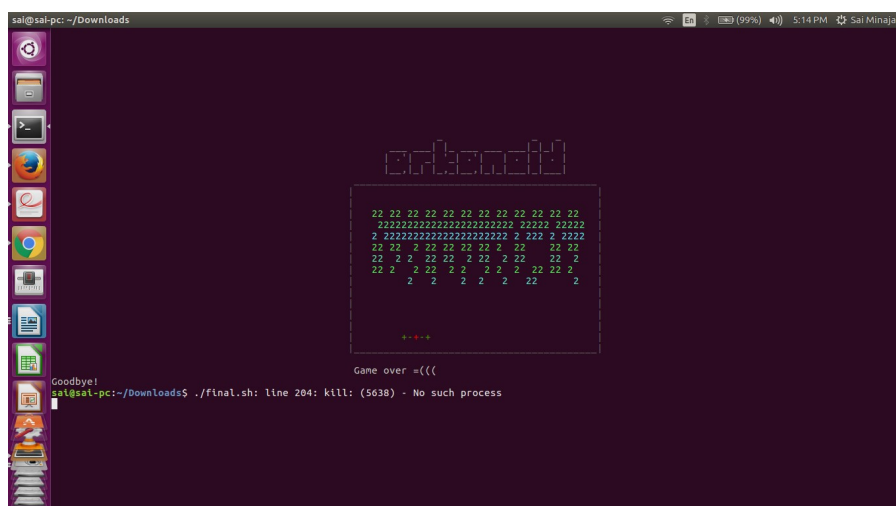 sai@sai-pc: ~/Downloads En (99%) 5:14 PM Sai Minaja
arkanoid
22 22 22 22 22 22 22 22 22 22 22 22
22222222222222222222222 22222 22222
2 222222222222222222222 2 222 2 2222
22 22  2 22 22 22 22 2  22     22 22
22  2 2  22 22  2 22  2 22    22  2
22 2   2 22  2 2   2 2  2  22 22 2
2   2    2  2   2   22      2
+-+-+
Game over =(((
Goodbye!
sai@sai-pc:~/Downloads$ ./final.sh: line 204: kill: (5638) - No such process